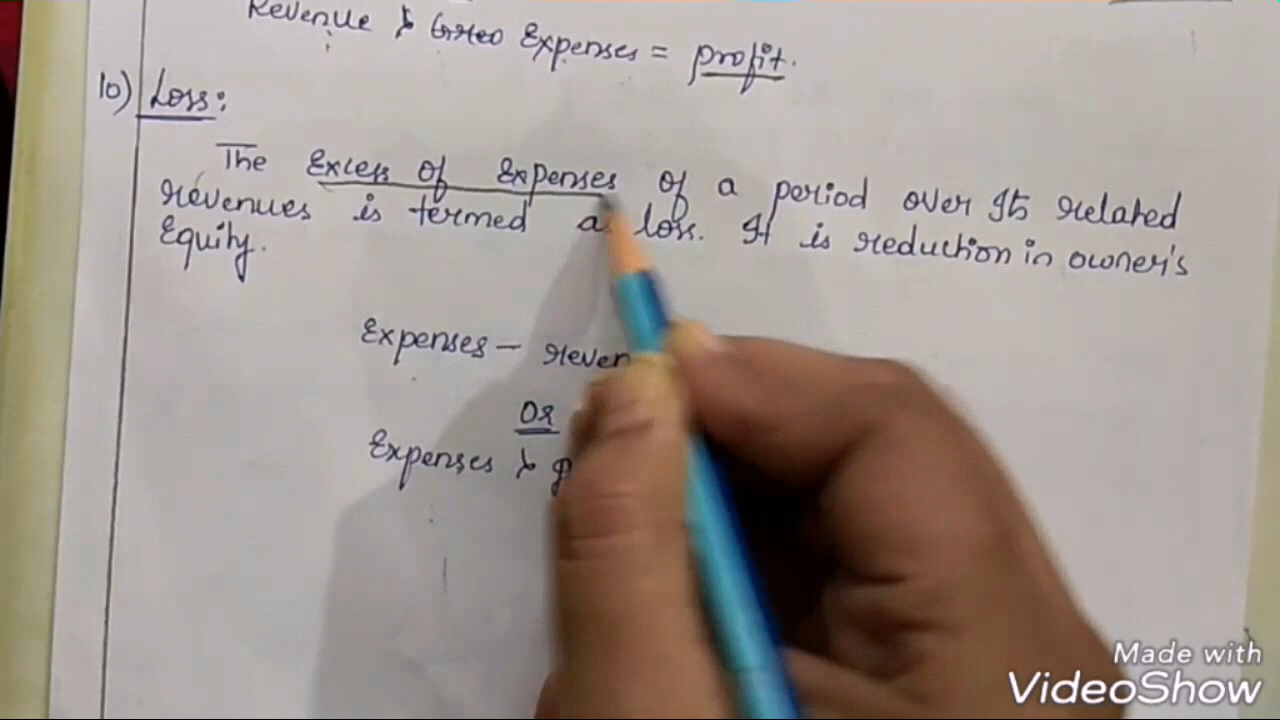 Revenue > Expenses = profit.
10) Loss:
The Excess of Expenses of a period over Its related
revenues is termed as loss. It is reduction in owner's
Equity.
Expenses - reven
Or
Expenses >
Made with
VideoShow